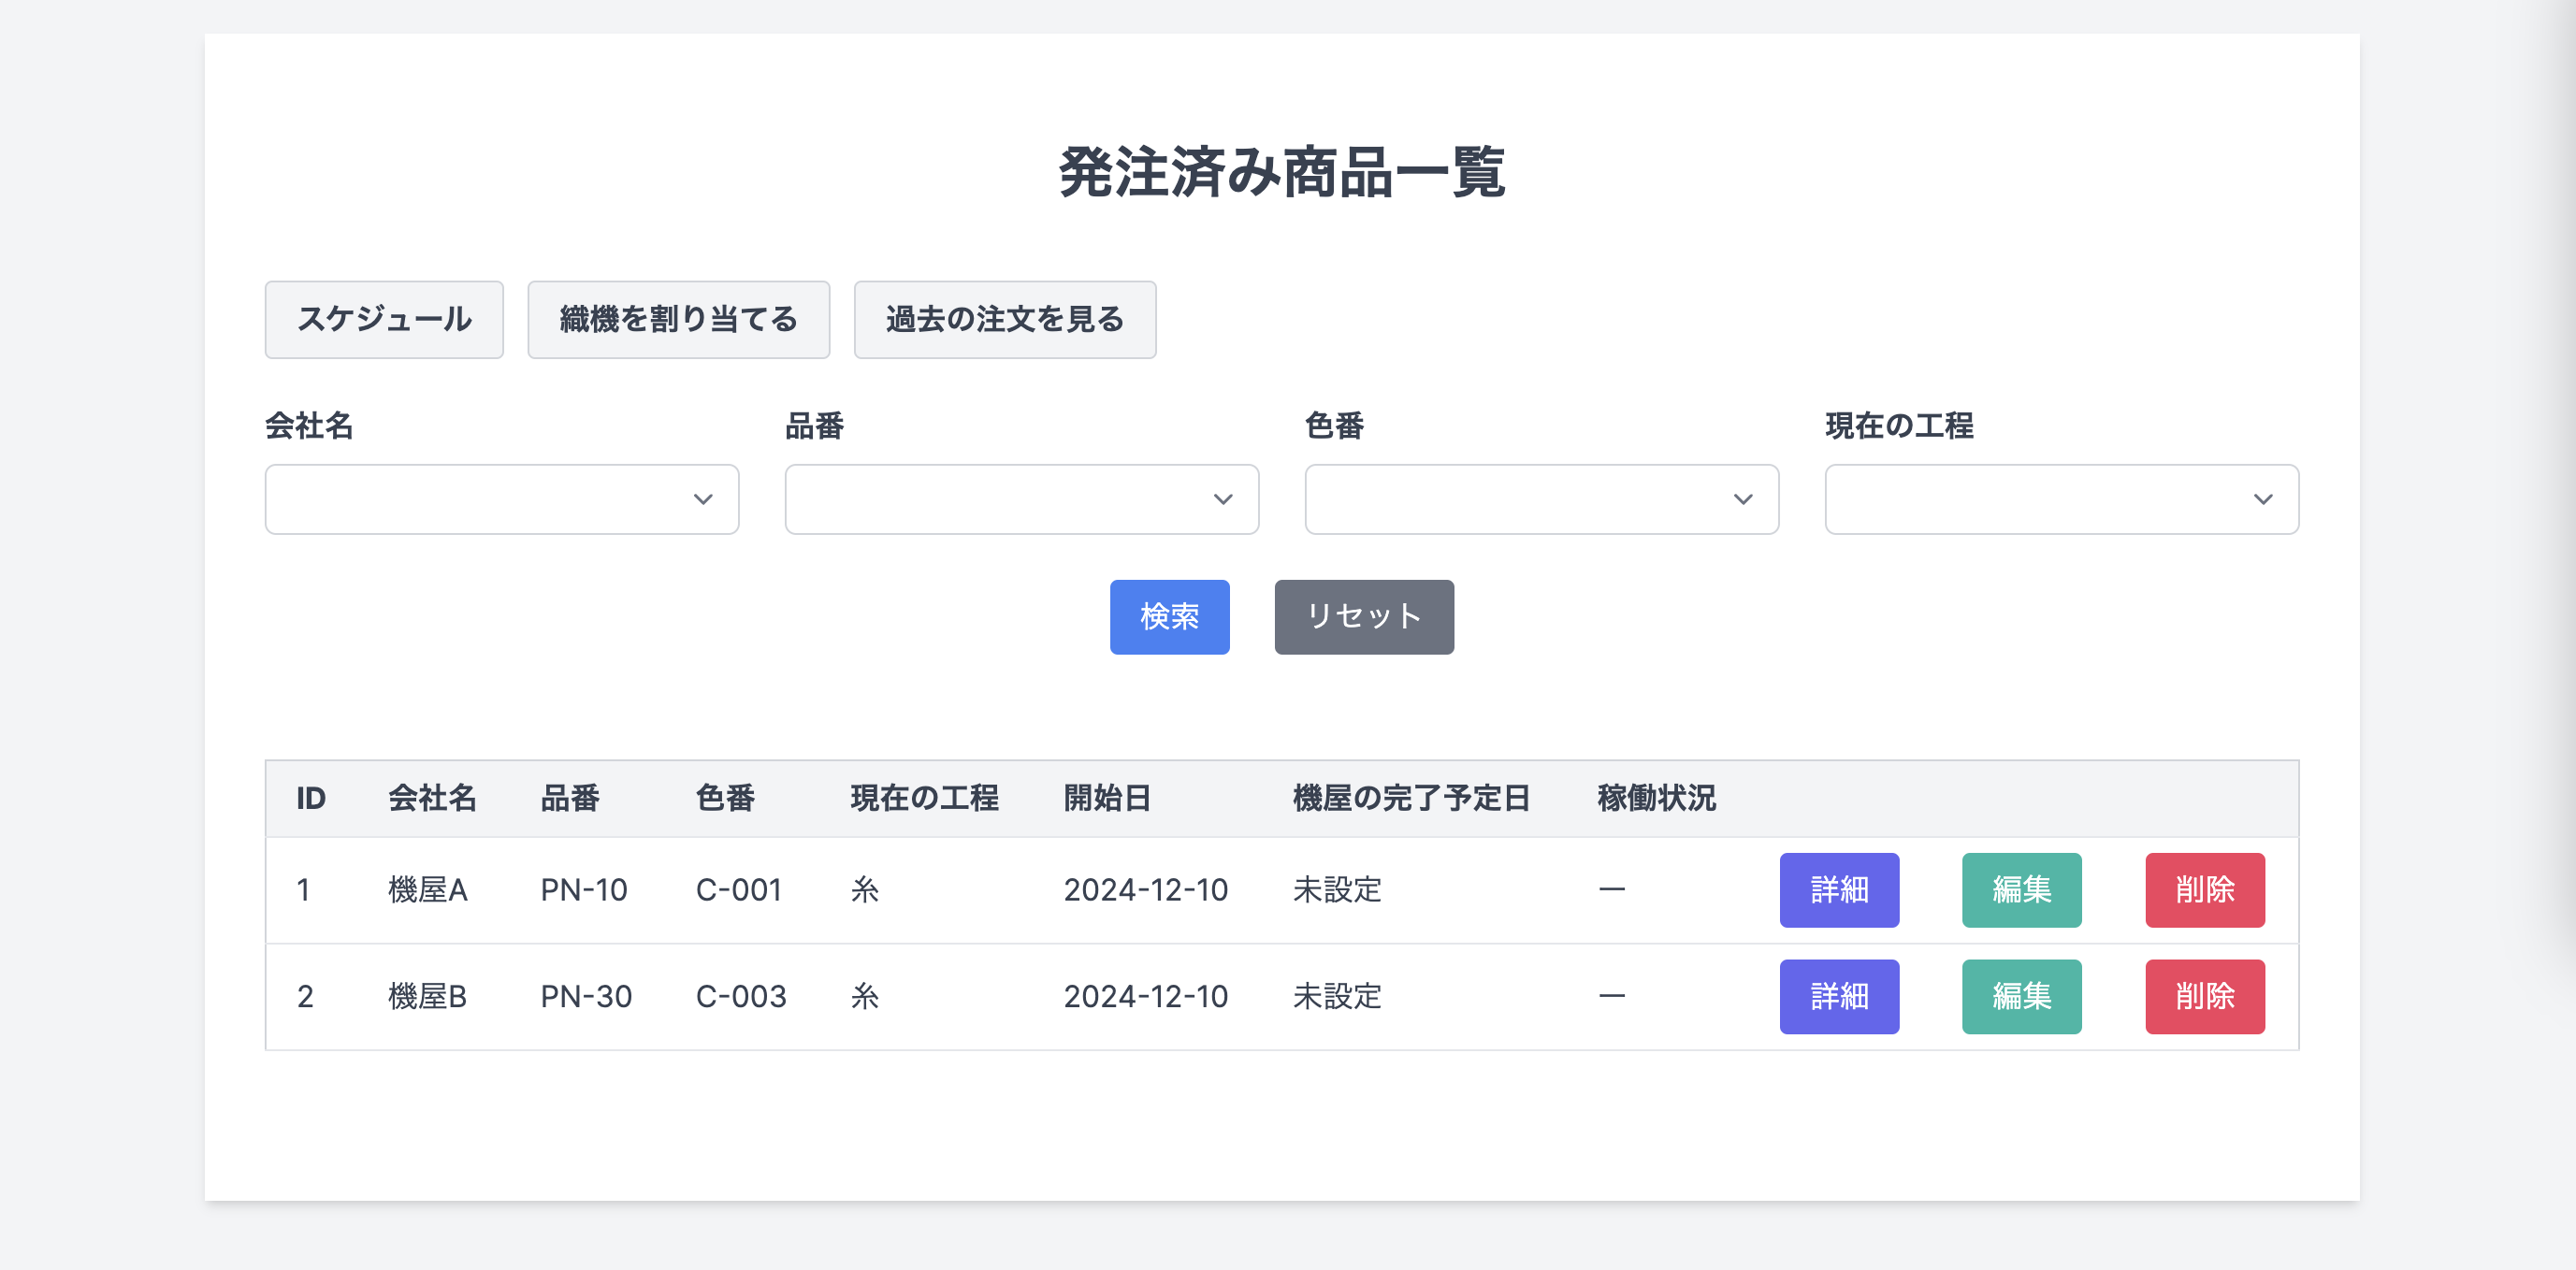 発注済み商品一覧
スケジュール 織機を割り当てる 過去の注文を見る
会社名 品番 色番 現在の工程
検索 リセット
ID 会社名 品番 色番 現在の工程 開始日 機屋の完了予定日 稼働状況
1 機屋A PN-10 C-001 糸 2024-12-10 未設定 — 詳細 編集 削除
2 機屋B PN-30 C-003 糸 2024-12-10 未設定 — 詳細 編集 削除